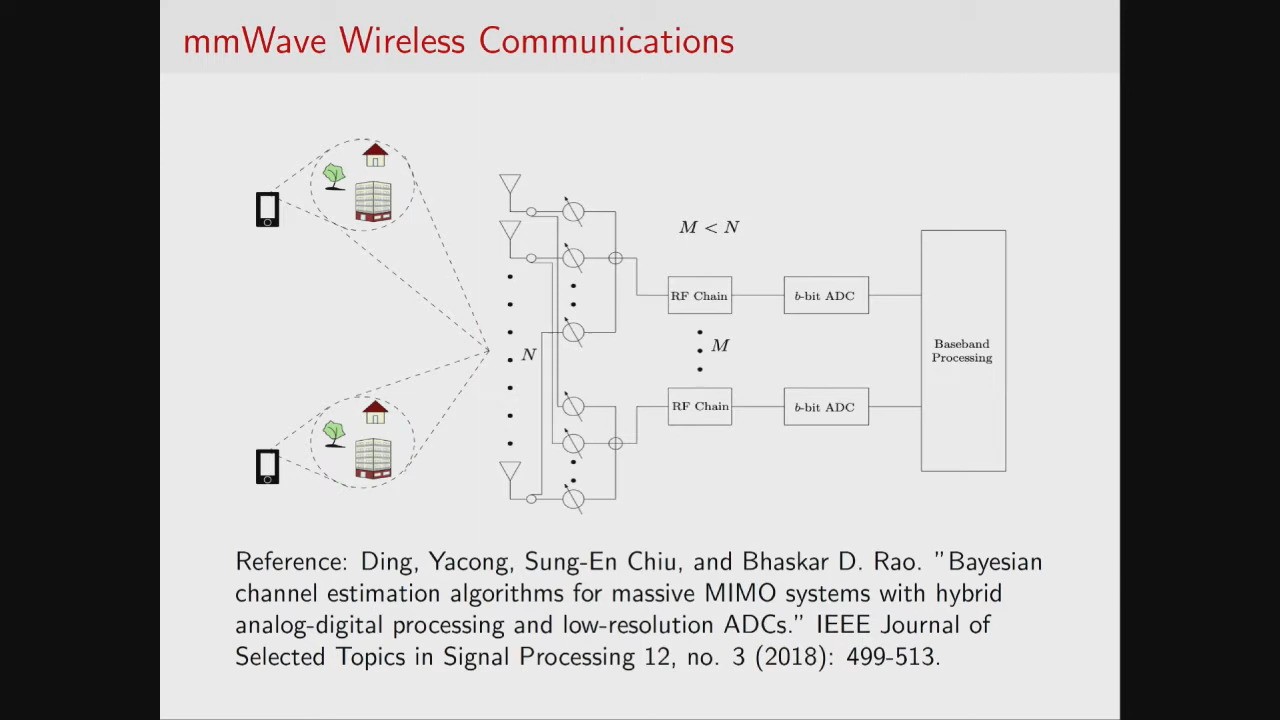 mmWave Wireless Communications
M < N
RF Chain
b-bit ADC
N
M
Baseband
Processing
RF Chain
b-bit ADC
Reference: Ding, Yacong, Sung-En Chiu, and Bhaskar D. Rao. ”Bayesian
channel estimation algorithms for massive MIMO systems with hybrid
analog-digital processing and low-resolution ADCs.” IEEE Journal of
Selected Topics in Signal Processing 12, no. 3 (2018): 499-513.